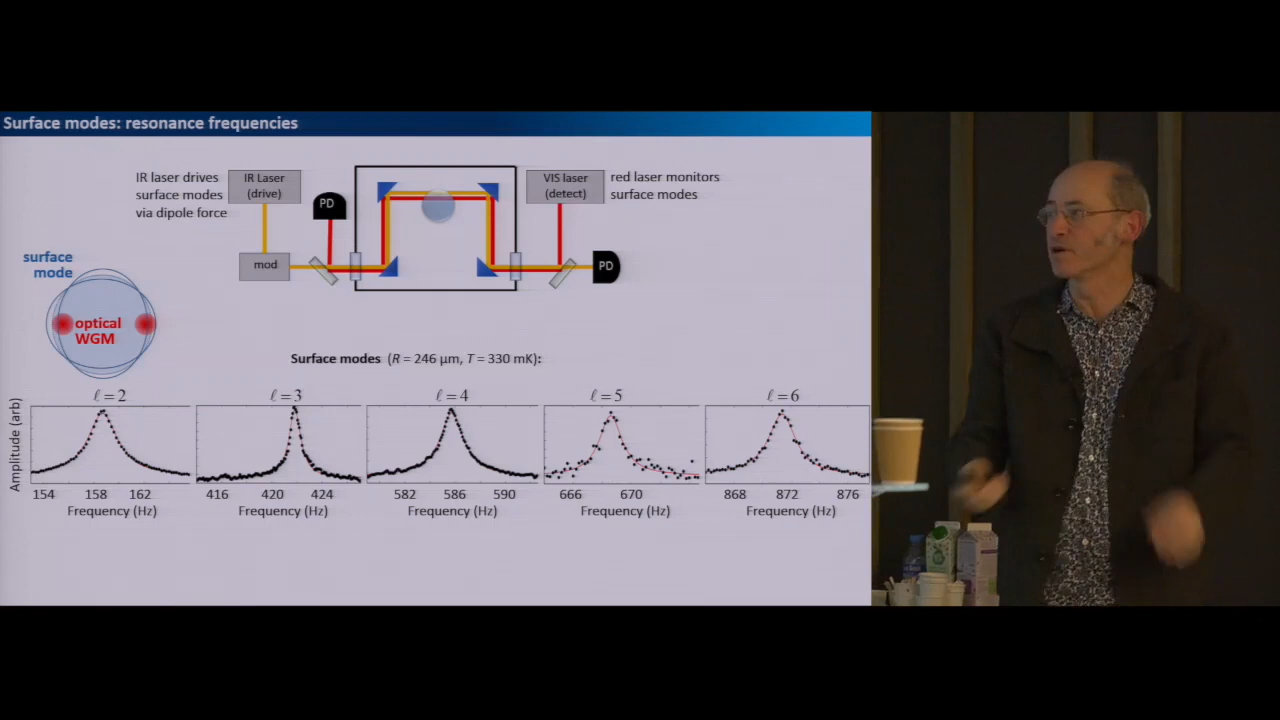 Surface modes: resonance frequencies
IR laser drives
surface modes
via dipole force
IR Laser
(drive)
PD
VIS laser
(detect)
red laser monitors
surface modes
mod
PD
surface
mode
optical
WGM
Surface modes (R = 246 µm, T = 330 mK):
ℓ = 2
ℓ = 3
ℓ = 4
ℓ = 5
ℓ = 6
Amplitude (arb)
154 158 162
416 420 424
582 586 590
666 670
868 872 876
Frequency (Hz)
Frequency (Hz)
Frequency (Hz)
Frequency (Hz)
Frequency (Hz)